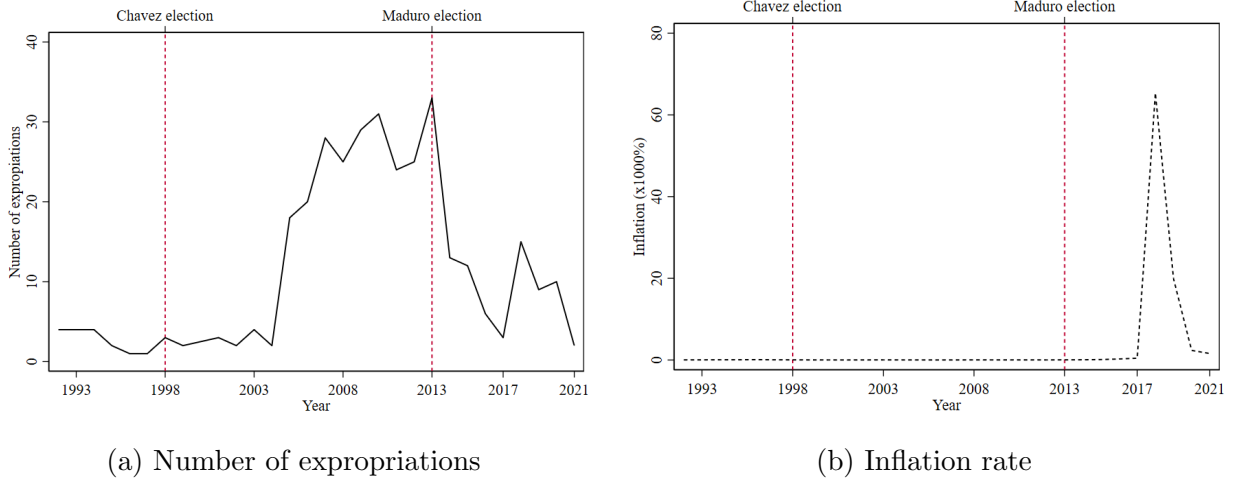 Chavez election Maduro election
40
30
20
10
0
Number of expropiations
1993 1998 2003 2008 2013 2017 2021
Year
(a) Number of expropriations
Chavez election Maduro election
80
60
40
20
0
Inflation (x1000%)
1993 1998 2003 2008 2013 2017 2021
Year
(b) Inflation rate